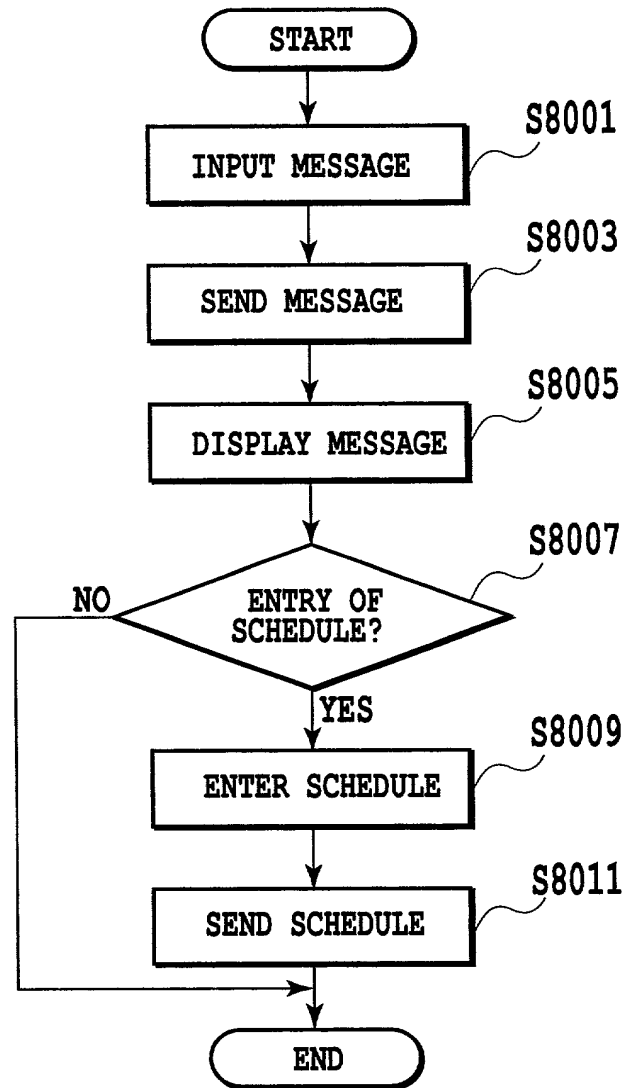 START
S8001
INPUT MESSAGE
S8003
SEND MESSAGE
S8005
DISPLAY MESSAGE
S8007
NO
ENTRY OF
SCHEDULE?
YES
S8009
ENTER SCHEDULE
S8011
SEND SCHEDULE
END